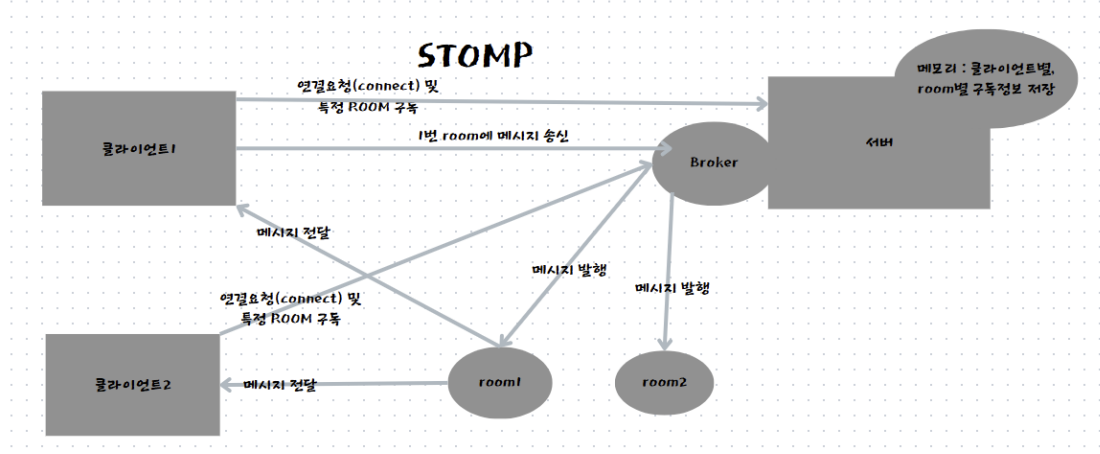 STOMP
메모리 : 클라이언트별,
room별 구독정보 저장
연결요청(connect) 및
특정 ROOM 구독
클라이언트1
1번 room에 메시지 송신
서버
Broker
메시지 전달
메시지 발행
메시지 발행
연결요청(connect) 및
특정 ROOM 구독
클라이언트2
메시지 전달
room1
room2